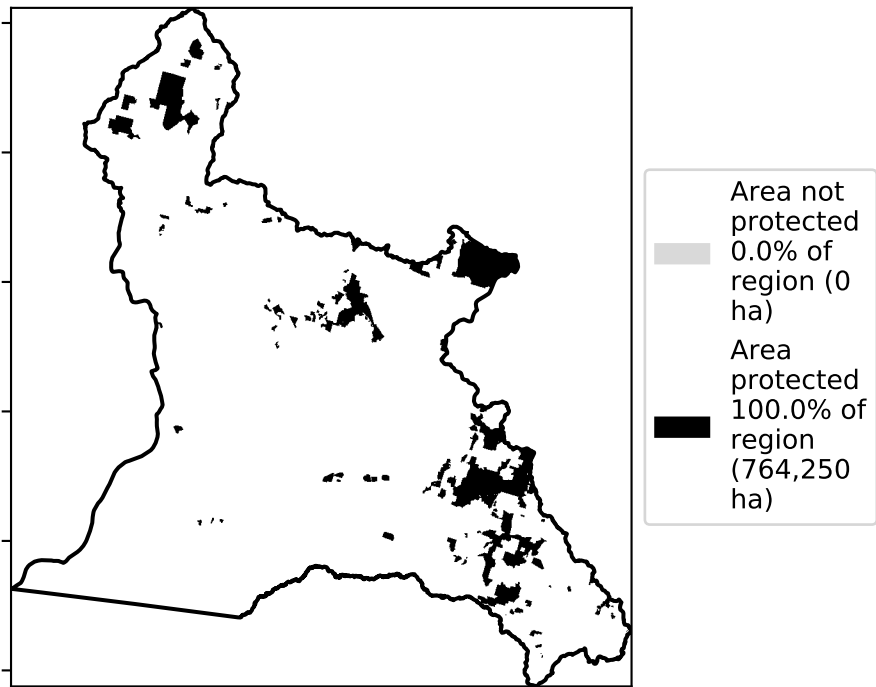 Area not
protected
0.0% of
region (0
ha)
Area
protected
100.0% of
region
(764,250
ha)